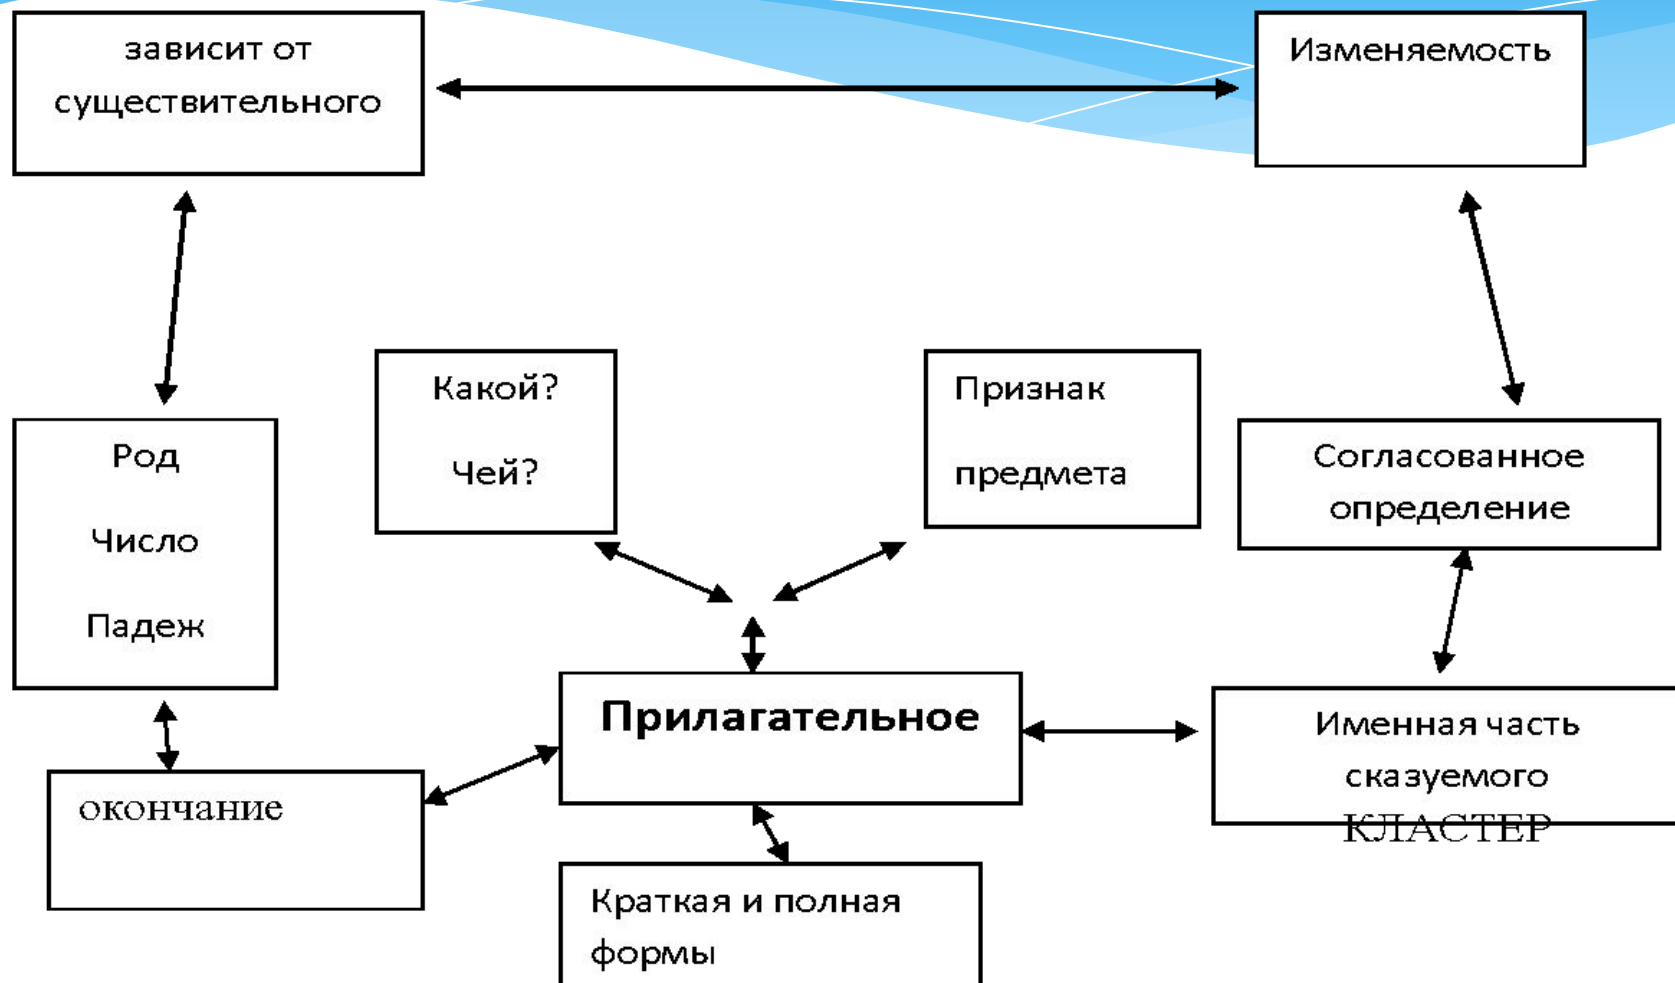 зависит от
существительного
Изменяемость
Какой?
Чей?
Признак
предмета
Род
Число
Падеж
Согласованное
определение
Прилагательное
Именная часть
сказуемого
КЛАСТЕР
окончание
Краткая и полная
формы